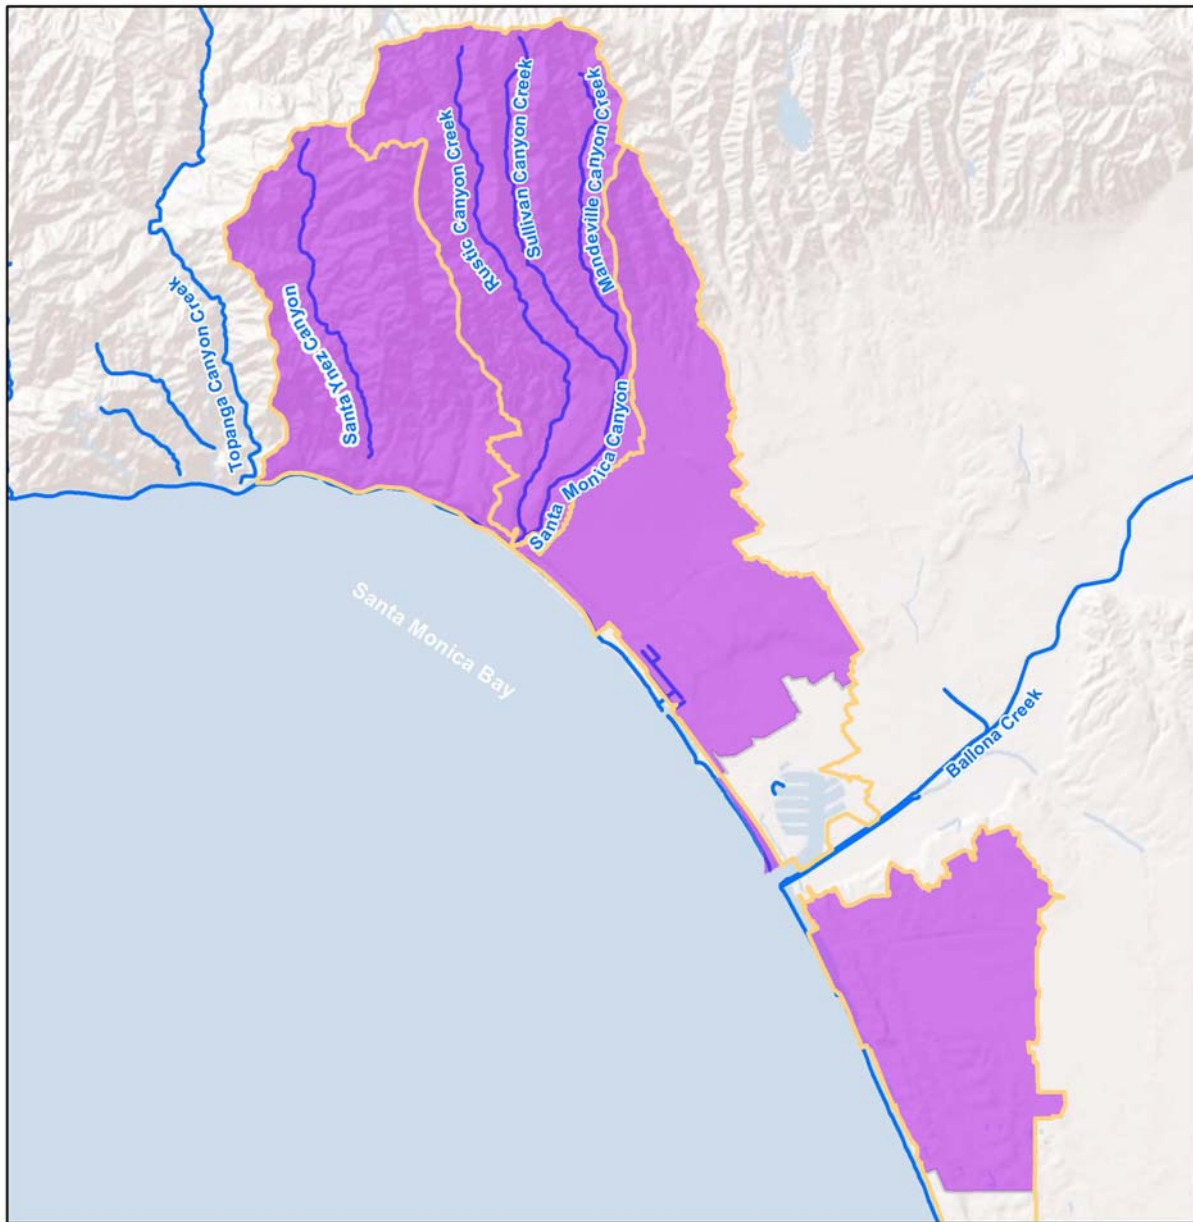 Topanga Canyon Creek
Santa Ynez Canyon
Rustic Canyon Creek
Sullivan Canyon Creek
Mandeville Canyon Creek
Santa Monica Canyon
Santa Monica Bay
Ballona Creek